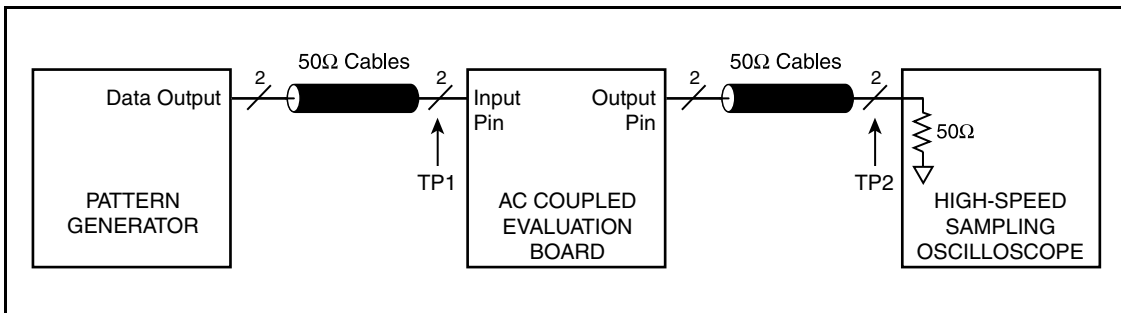 50Ω Cables
50Ω Cables
2
2
2
2
Data Output
Input
Pin
Output
Pin
50Ω
TP1
TP2
PATTERN
GENERATOR
AC COUPLED
EVALUATION
BOARD
HIGH-SPEED
SAMPLING
OSCILLOSCOPE